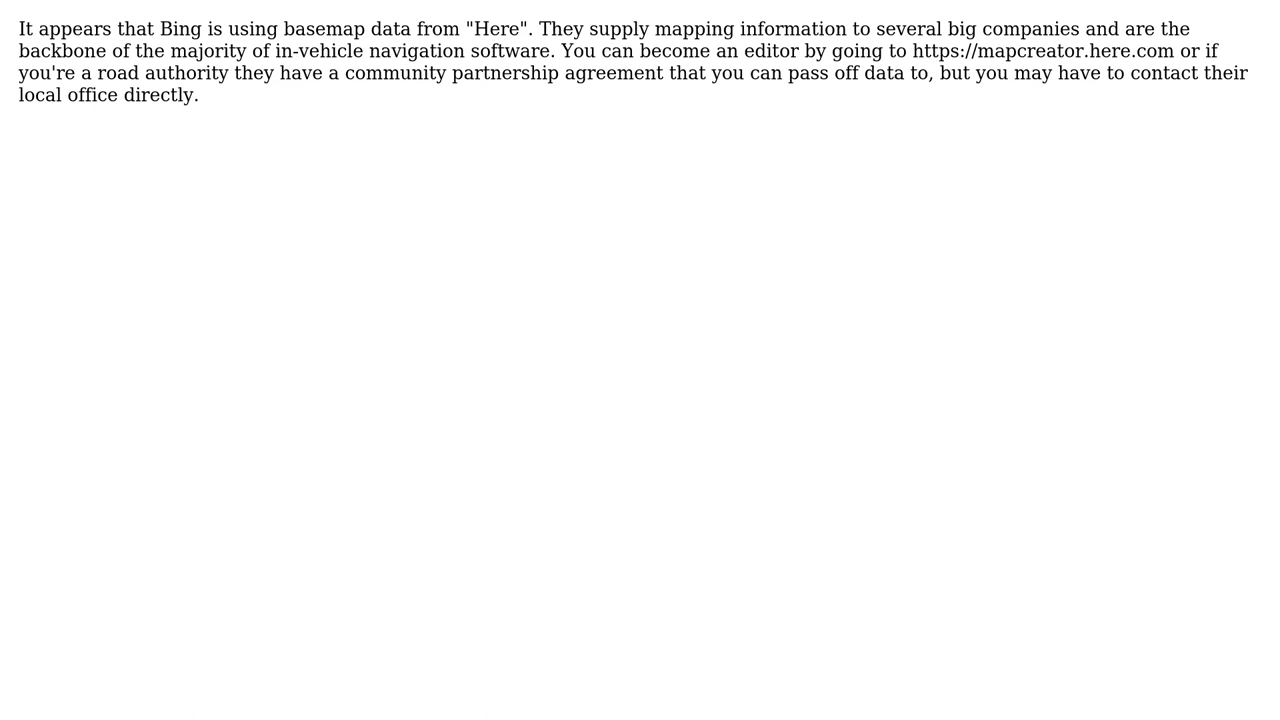 It appears that Bing is using basemap data from "Here". They supply mapping information to several big companies and are the
backbone of the majority of in-vehicle navigation software. You can become an editor by going to https://mapcreator.here.com or if
you're a road authority they have a community partnership agreement that you can pass off data to, but you may have to contact their
local office directly.